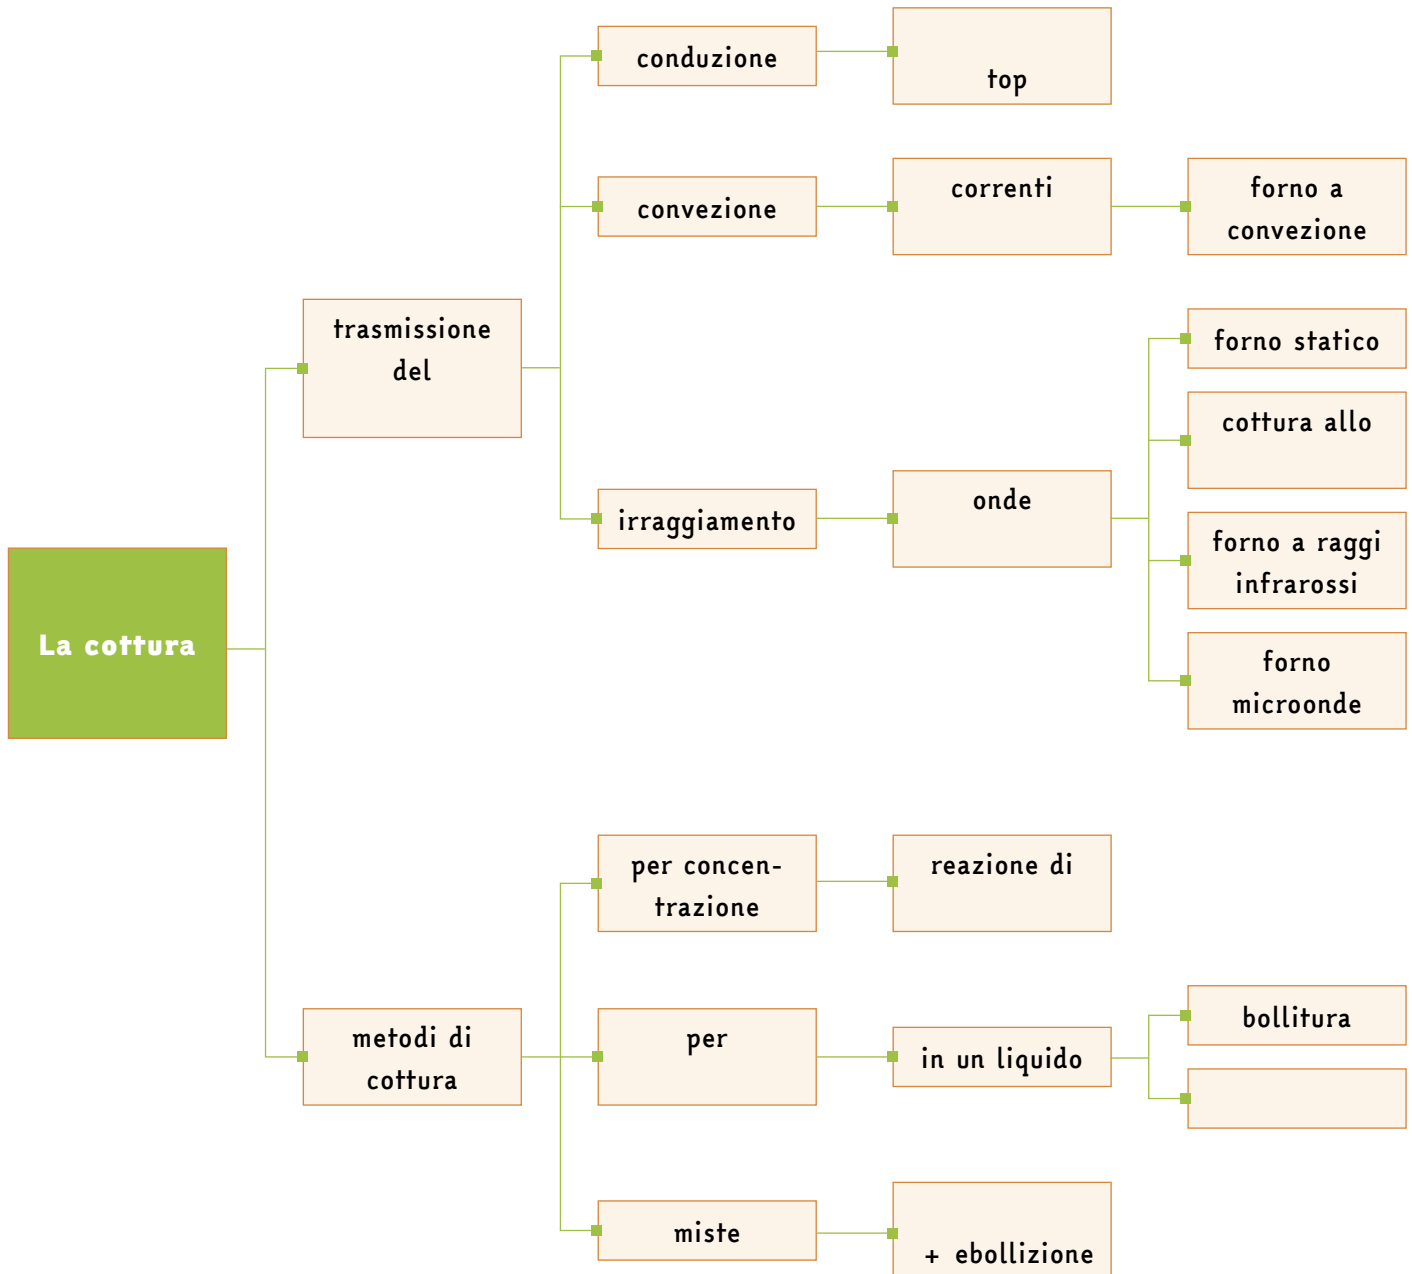 La cottura
trasmissione
del
conduzione
top
convezione
correnti
forno a
convezione
irraggiamento
onde
forno statico
cottura allo
forno a raggi
infrarossi
forno
microonde
metodi di
cottura
per concen-
trazione
reazione di
per
in un liquido
bollitura
miste
+ ebollizione